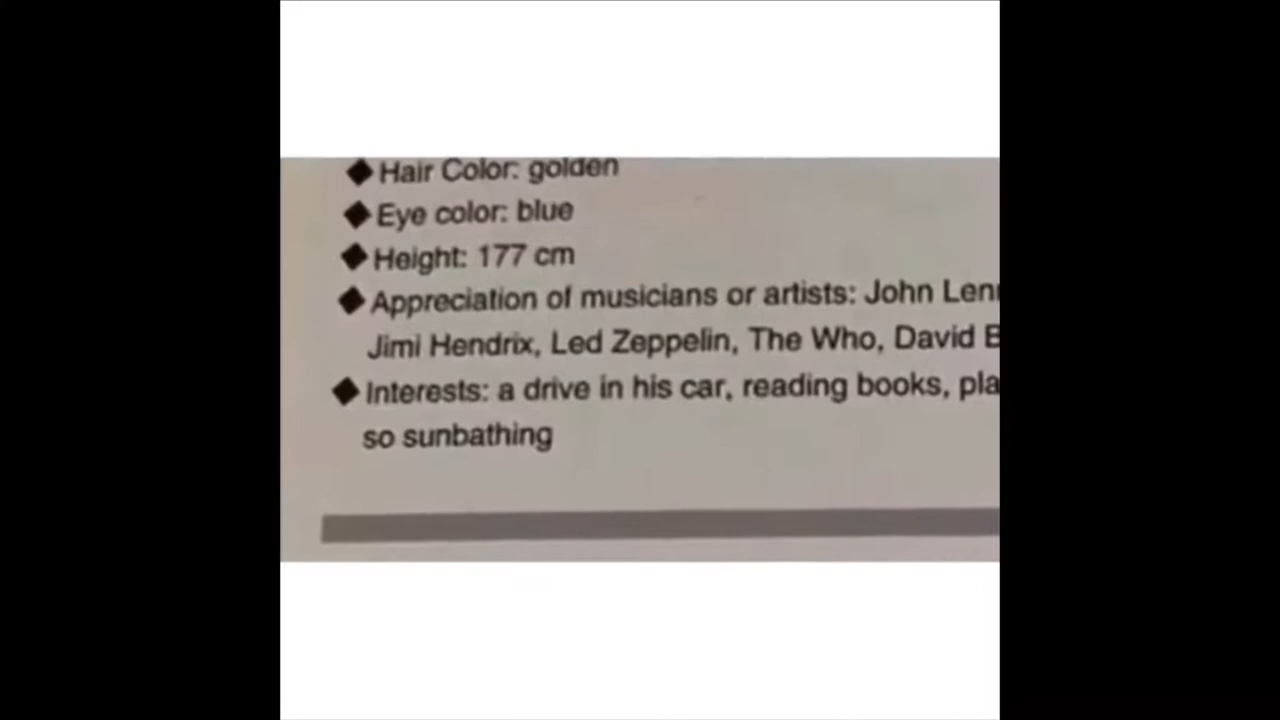 ◆Hair Color: golden
◆Eye color: blue
◆Height: 177 cm
◆Appreciation of musicians or artists: John
Jimi Hendrix, Led Zeppelin, The Who, David
◆Interests: a drive in his car, reading books,
so sunbathing